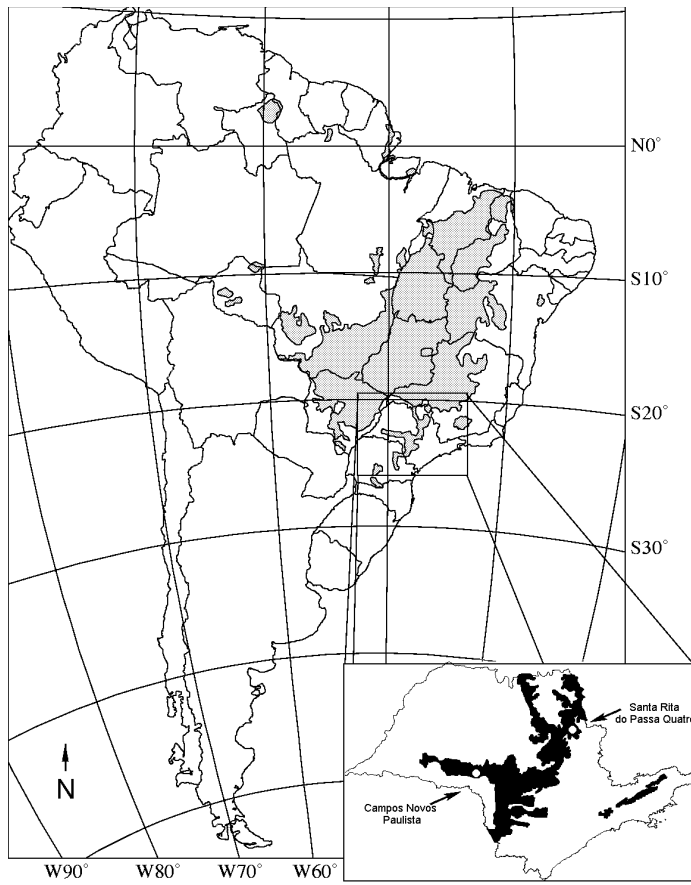 N0°
S10°
S20°
S30°
Santa Rita
do Passa Quatro
Campos Novos
Paulista
N
W90° W80° W70° W60°